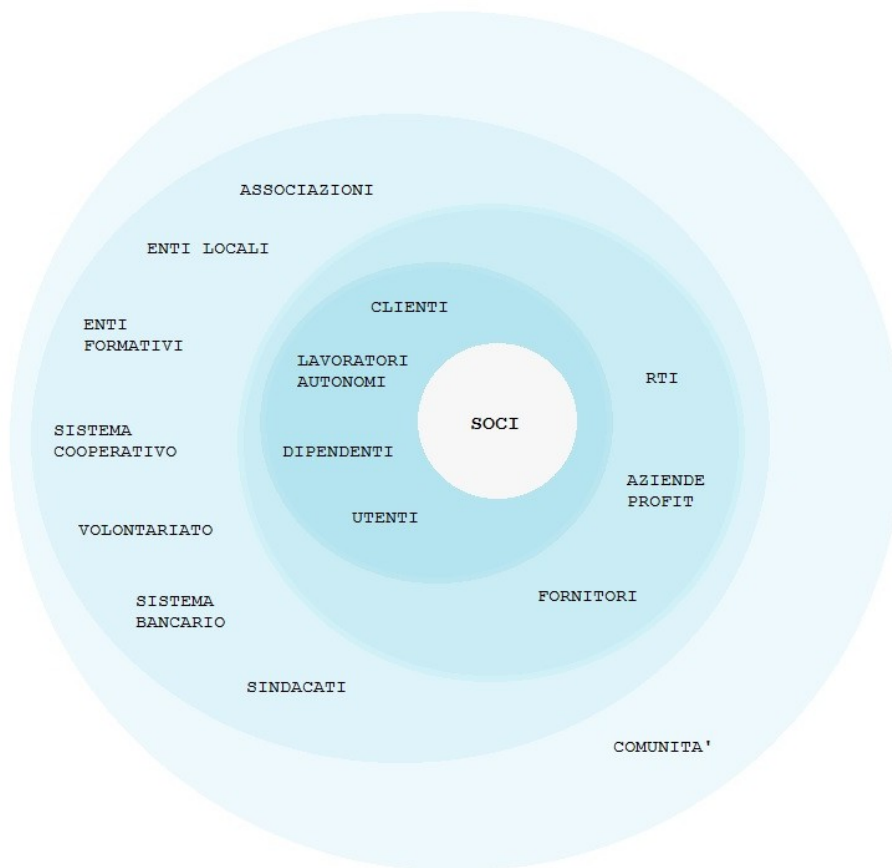 ASSOCIAZIONI
ENTI LOCALI
CLIENTI
ENTI
FORMATIVI
LAVORATORI
AUTONOMI
RTI
SOCI
SISTEMA
COOPERATIVO
DIPENDENTI
AZIENDE
PROFIT
UTENTI
VOLONTARIATO
FORNITORI
SISTEMA
BANCARIO
SINDACATI
COMUNITA'